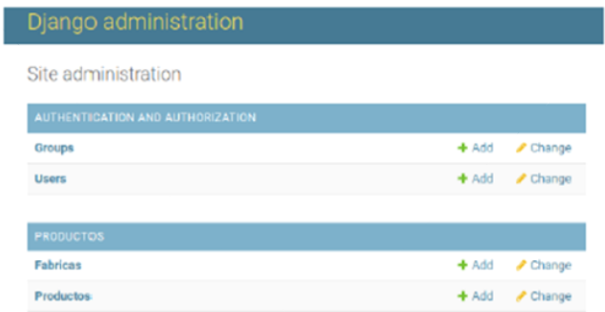 Django administration
Site administration
AUTHENTICATION AND AUTHORIZATION
Groups Add Change
Users Add Change
PRODUCTOS
Fabricas Add Change
Productos Add Change